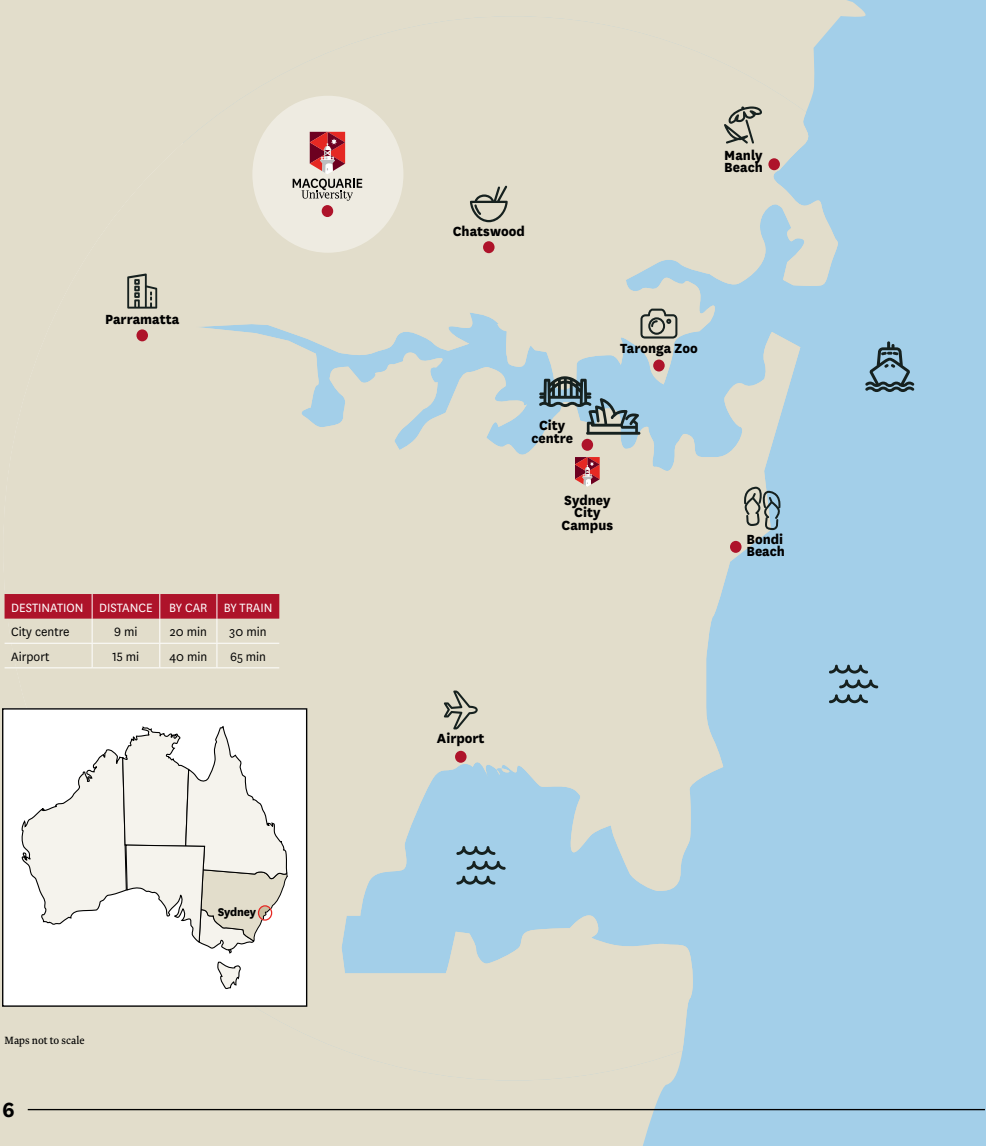 Manly
Beach
MACQUARIE
University
Chatswood
Parramatta
Taronga Zoo
City
centre
Sydney
City
Campus
Bondi
Beach
DESTINATION DISTANCE BY CAR BY TRAIN
City centre 9 mi 20 min 30 min
Airport 15 mi 40 min 65 min
Airport
Sydney
Maps not to scale
6